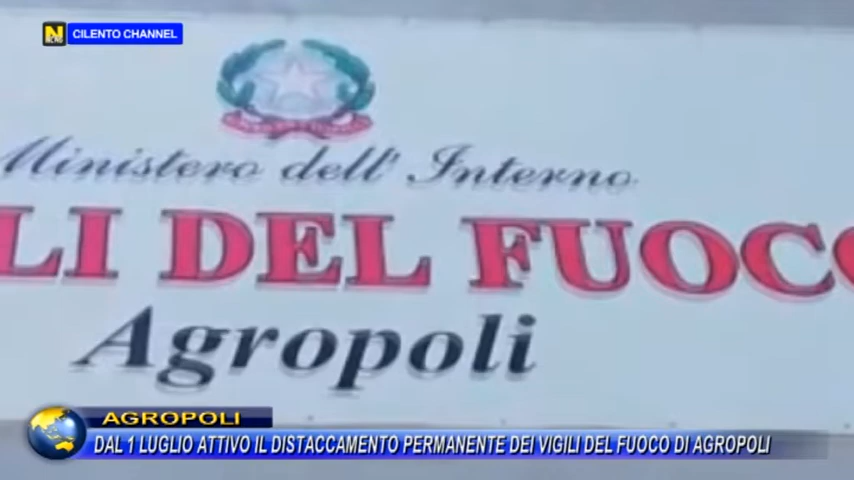 CILENTO CHANNEL
Ministero dell' Interno
LI DEL FUOCO
Agropoli
AGROPOLI
DAL 1 LUGLIO ATTIVO IL DISTACCAMENTO PERMANENTE DEI VIGILI DEL FUOCO DI AGROPOLI